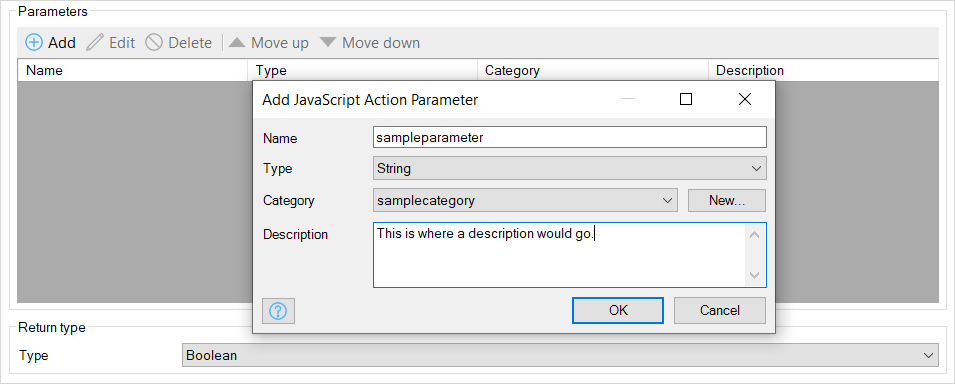 Parameters
Add Edit Delete Move up Move down
Name Type Category Description
Add JavaScript Action Parameter
Name sampleparameter
Type String
Category samplecategory New...
Description This is where a description would go.
? OK Cancel
Return type
Type Boolean